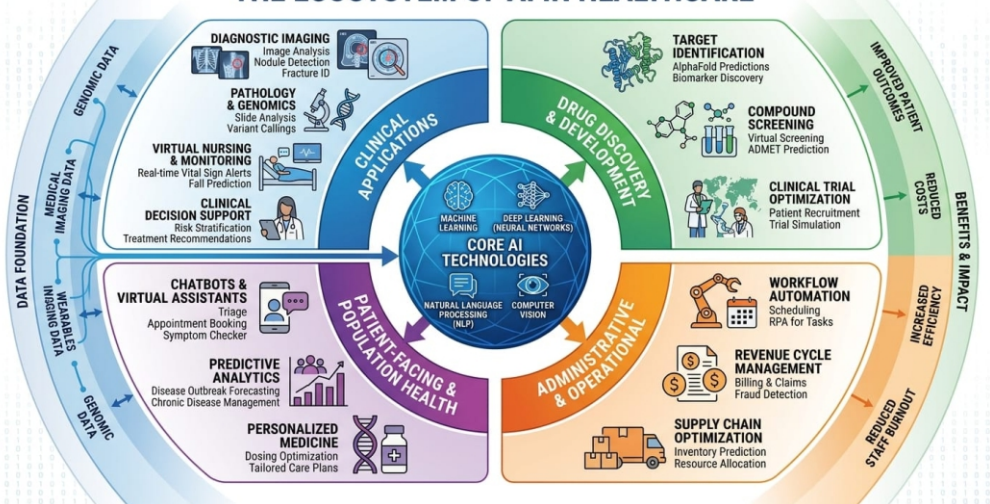 THE ECOSYSTEM OF AI IN HEALTHCARE
DIAGNOSTIC IMAGING
Image Analysis
Nodule Detection
Fracture ID
PATHOLOGY
& GENOMICS
Slide Analysis
Variant Callings
VIRTUAL NURSING
& MONITORING
Real-time Vital Sign Alerts
Fall Prediction
CLINICAL
DECISION SUPPORT
Risk Stratification
Treatment Recommendations
CLINICAL
APPLICATIONS
TARGET
IDENTIFICATION
AlphaFold Predictions
Biomarker Discovery
COMPOUND
SCREENING
Virtual Screening
ADMET Prediction
CLINICAL TRIAL
OPTIMIZATION
Patient Recruitment
Trial Simulation
DRUG DISCOVERY
& DEVELOPMENT
MACHINE
LEARNING
DEEP LEARNING
(NEURAL NETWORKS)
CORE AI
TECHNOLOGIES
NATURAL LANGUAGE
PROCESSING
(NLP)
COMPUTER
VISION
CHATBOTS &
VIRTUAL ASSISTANTS
Triage
Appointment Booking
Symptom Checker
PREDICTIVE
ANALYTICS
Disease Outbreak Forecasting
Chronic Disease Management
PERSONALIZED
MEDICINE
Dosing Optimization
Tailored Care Plans
PATIENT-FACING &
POPULATION HEALTH
WORKFLOW
AUTOMATION
Scheduling
RPA for Tasks
REVENUE CYCLE
MANAGEMENT
Billing & Claims
Fraud Detection
SUPPLY CHAIN
OPTIMIZATION
Inventory Prediction
Resource Allocation
ADMINISTRATIVE
& OPERATIONAL
DATA FOUNDATION
GENOMIC DATA
MEDICAL
IMAGING DATA
WEARABLES
INGING DATA
GENOMIC
DATA
BENEFITS & IMPACT
IMPROVED PATIENT
OUTCOMES
REDUCED
COSTS
INCREASED
EFFICIENCY
REDUCED
STAFF BURNOUT